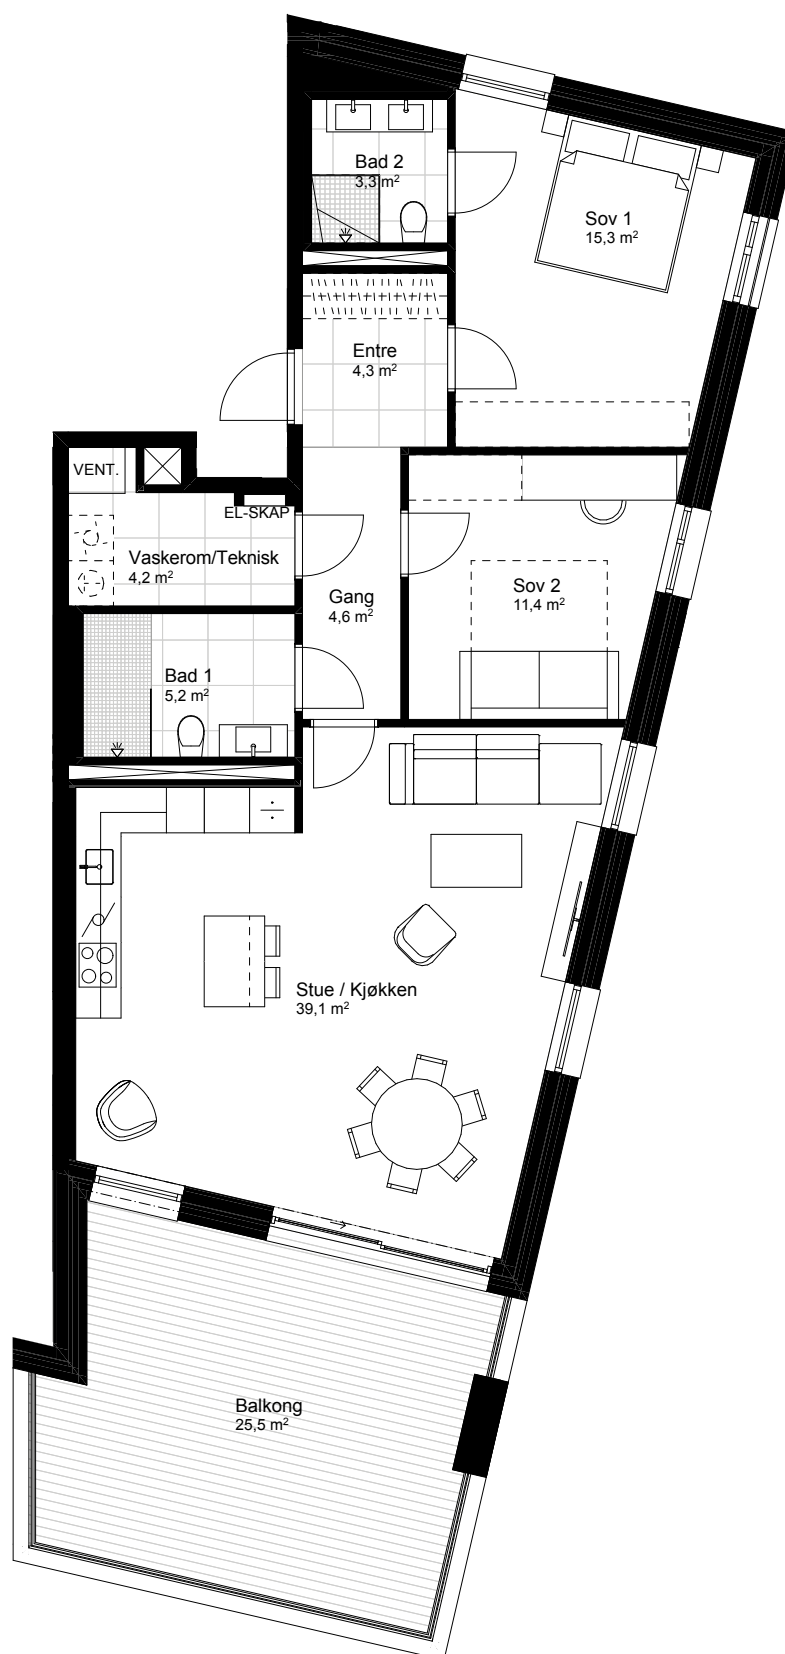 Bad 2
3,3 m²
Sov 1
15,3 m²
Entre
4,3 m²
VENT.
EL-SKAP
Vaskerom/Teknisk
4,2 m²
Gang
4,6 m²
Sov 2
11,4 m²
Bad 1
5,2 m²
Stue / Kjøkken
39,1 m²
Balkong
25,5 m²